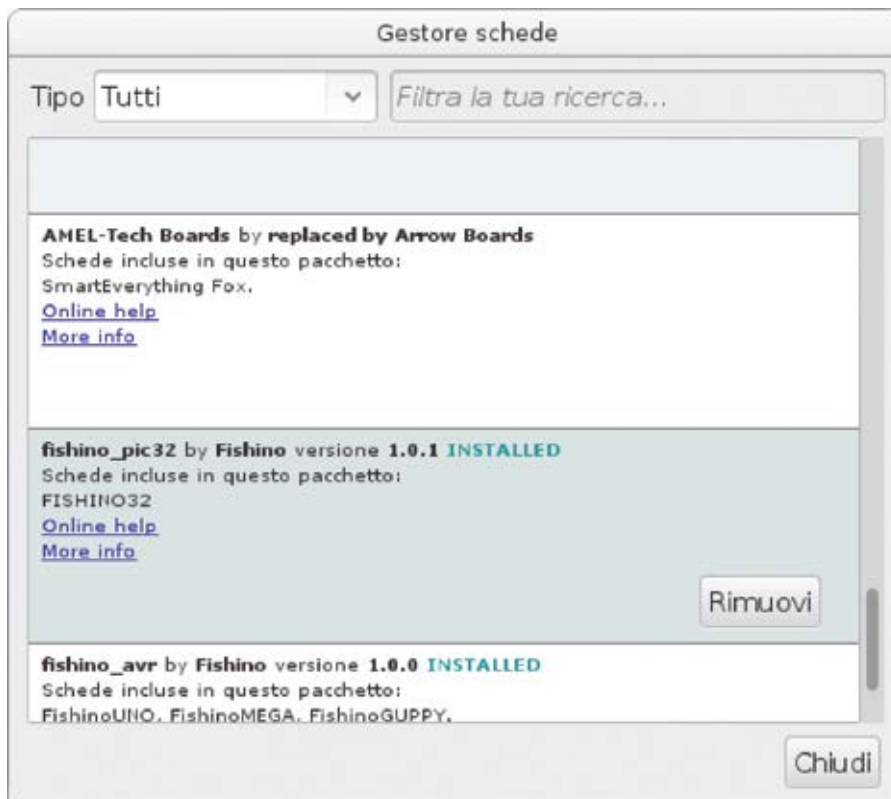 Gestore schede
Tipo Tutti Filtra la tua ricerca...
AMEL-Tech Boards by replaced by Arrow Boards
Schede incluse in questo pacchetto:
SmartEverything Fox.
Online help
More info
fishino_pic32 by Fishino versione 1.0.1 INSTALLED
Schede incluse in questo pacchetto:
FISHINO32
Online help
More info
Rimuovi
fishino_avr by Fishino versione 1.0.0 INSTALLED
Schede incluse in questo pacchetto:
FishinoUNO, FishinoMEGA, FishinoGUPPY.
Chiudi